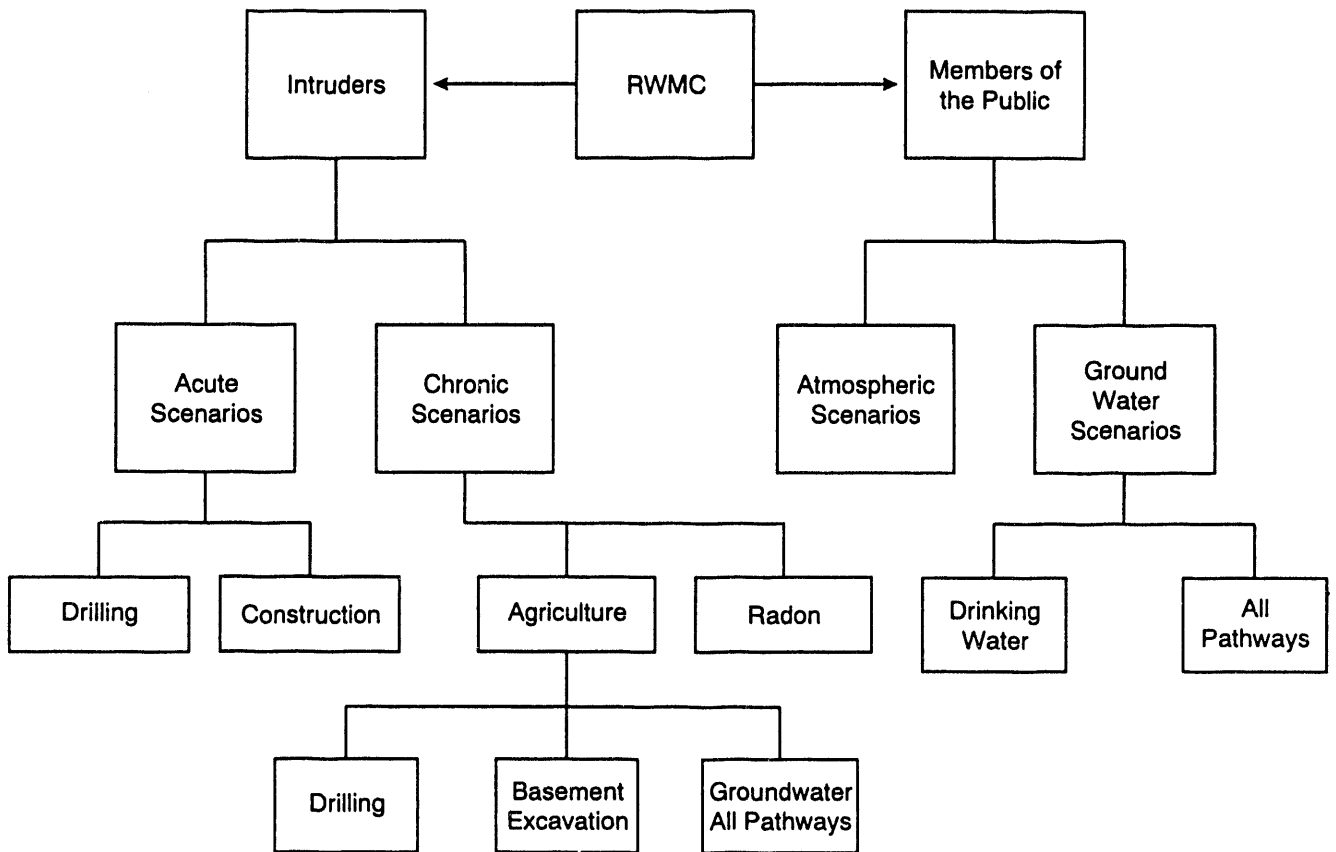 Intruders
RWMC
Members of
the Public
Acute
Scenarios
Chronic
Scenarios
Atmospheric
Scenarios
Ground
Water
Scenarios
Drilling
Construction
Agriculture
Radon
Drinking
Water
All
Pathways
Drilling
Basement
Excavation
Groundwater
All Pathways